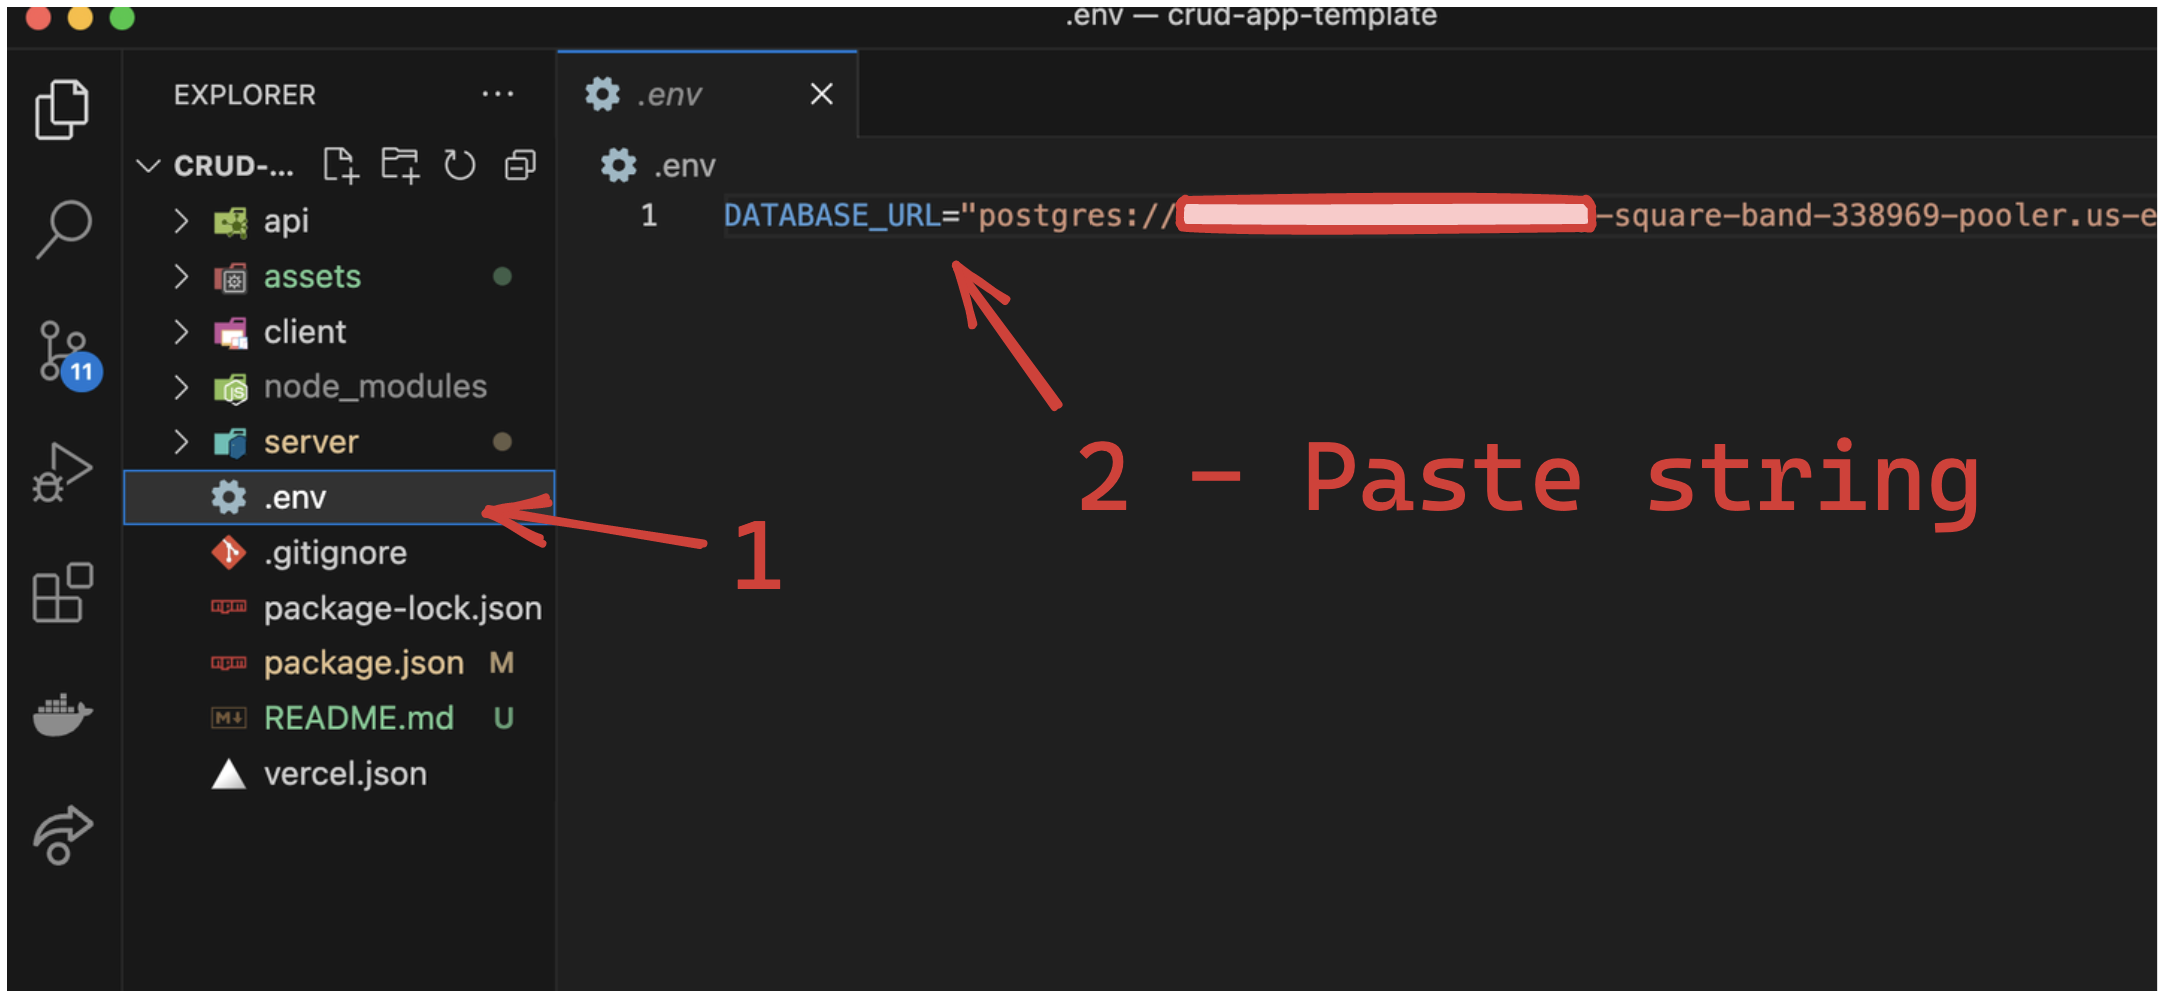 .env — crud-app-template
EXPLORER
.env
CRUD-...
.env
1 DATABASE_URL="postgres:// -square-band-338969-pooler.us-e
api
assets
client
11
node_modules
server
.env
.gitignore
package-lock.json
package.json M
README.md U
vercel.json
1
2 - Paste string